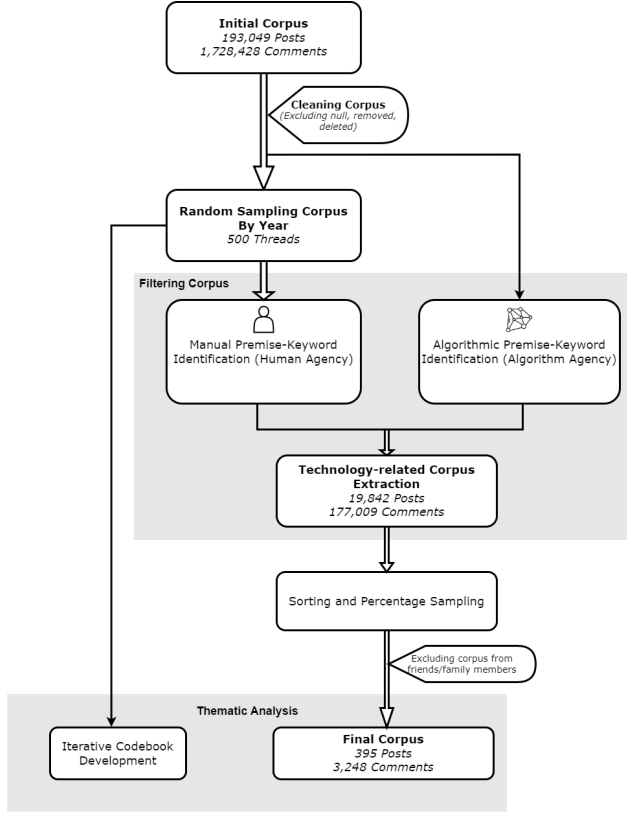 Initial Corpus
193,049 Posts
1,728,428 Comments
Cleaning Corpus
(Excluding null, removed,
deleted)
Random Sampling Corpus
By Year
500 Threads
Filtering Corpus
Manual Premise-Keyword
Identification (Human Agency)
Algorithmic Premise-Keyword
Identification (Algorithm Agency)
Technology-related Corpus
Extraction
19,842 Posts
177,009 Comments
Sorting and Percentage Sampling
Excluding corpus from
friends/family members
Thematic Analysis
Iterative Codebook
Development
Final Corpus
395 Posts
3,248 Comments